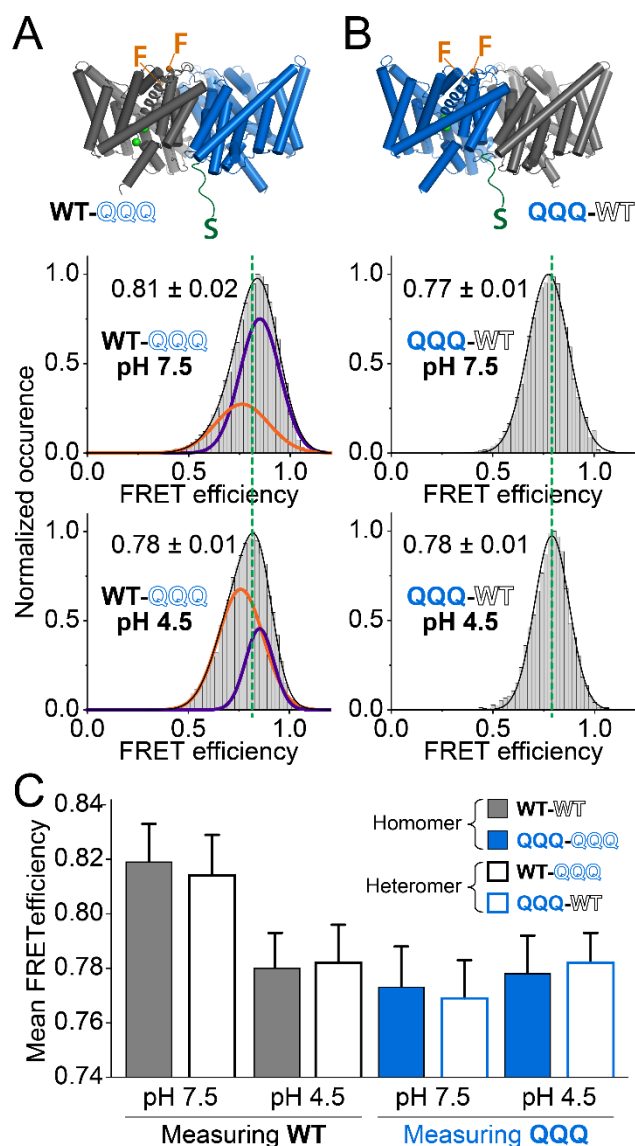 A
F
F
WT-QQQ
S
0.81 ± 0.02
WT-QQQ
pH 7.5
1.0
0.5
0.0
0.0
0.5
1.0
FRET efficiency
0.78 ± 0.01
WT-QQQ
pH 4.5
1.0
0.5
0.0
0.0
0.5
1.0
FRET efficiency
Normalized occurence
B
F
F
S
QQQ-WT
0.77 ± 0.01
QQQ-WT
pH 7.5
1.0
0.5
0.0
0.0
0.5
1.0
FRET efficiency
0.78 ± 0.01
QQQ-WT
pH 4.5
1.0
0.5
0.0
0.0
0.5
1.0
FRET efficiency
C
Mean FRETefficiency
0.84
0.82
0.80
0.78
0.76
0.74
Homomer
WT-WT
QQQ-QQQ
Heteromer
WT-QQQ
QQQ-WT
pH 7.5
pH 4.5
pH 7.5
pH 4.5
Measuring WT
Measuring QQQ